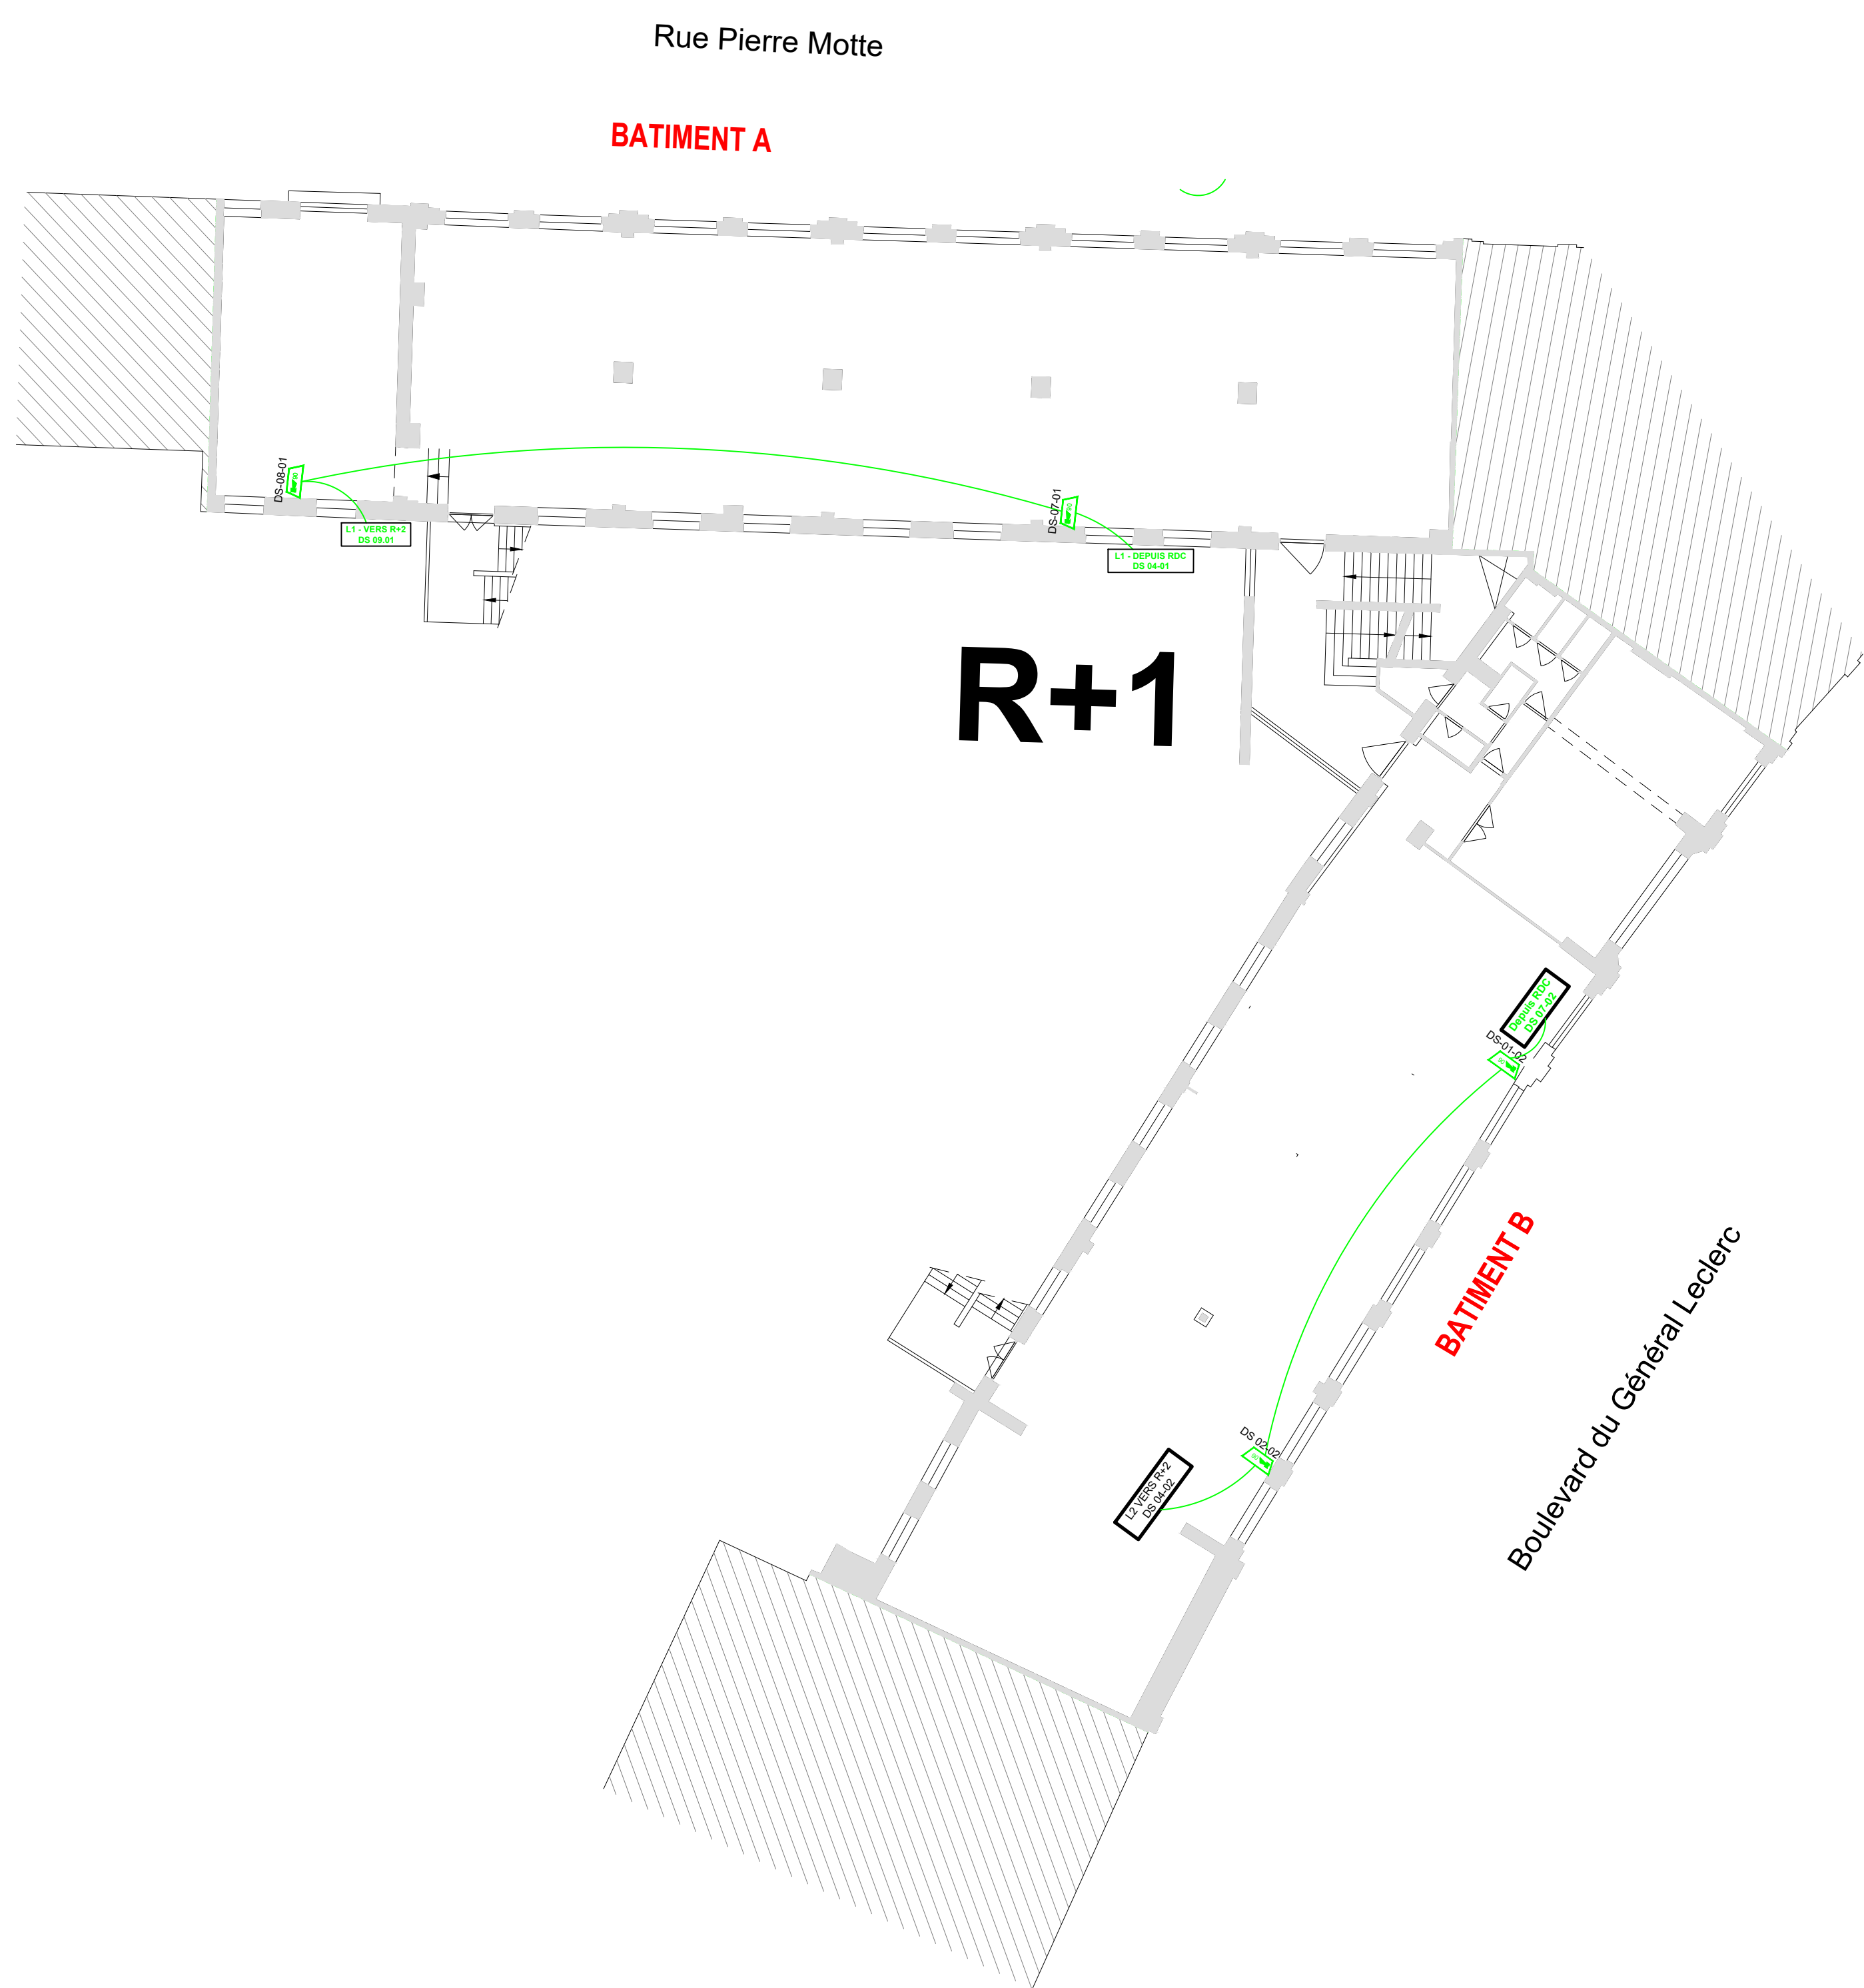 Rue Pierre Motte
BATIMENT A
DS-08-01
L1 - VERS R+2
DS 09.01
DS-07-01
L1 - DEPUIS RDC
DS 04-01
R+1
Depuis RDC
DS 07-02
DS-01-02
BATIMENT B
Boulevard du Général Leclerc
DS 02-02
L2 VERS R+2
DS 04-02